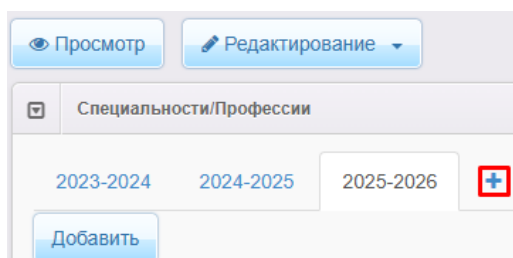 Просмотр Редактирование
Специальности/Профессии
2023-2024 2024-2025 2025-2026 +
Добавить